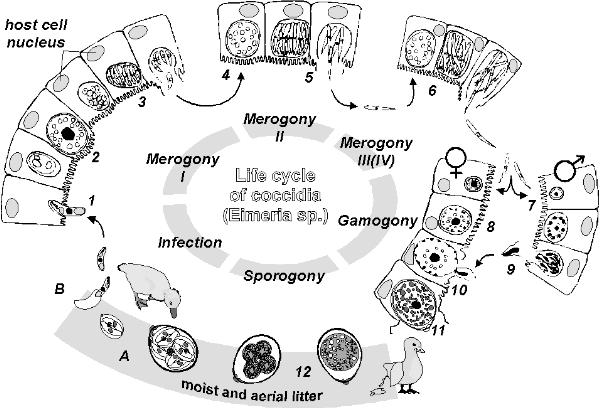 host cell
nucleus
1
2
3
4
5
6
7
8
9
10
11
12
♀
♂
Merogony
I
Merogony
II
Merogony
III(IV)
Gamogony
Sporogony
Infection
Life cycle
of coccidia
(Eimeria sp.)
A
B
moist and aerial litter